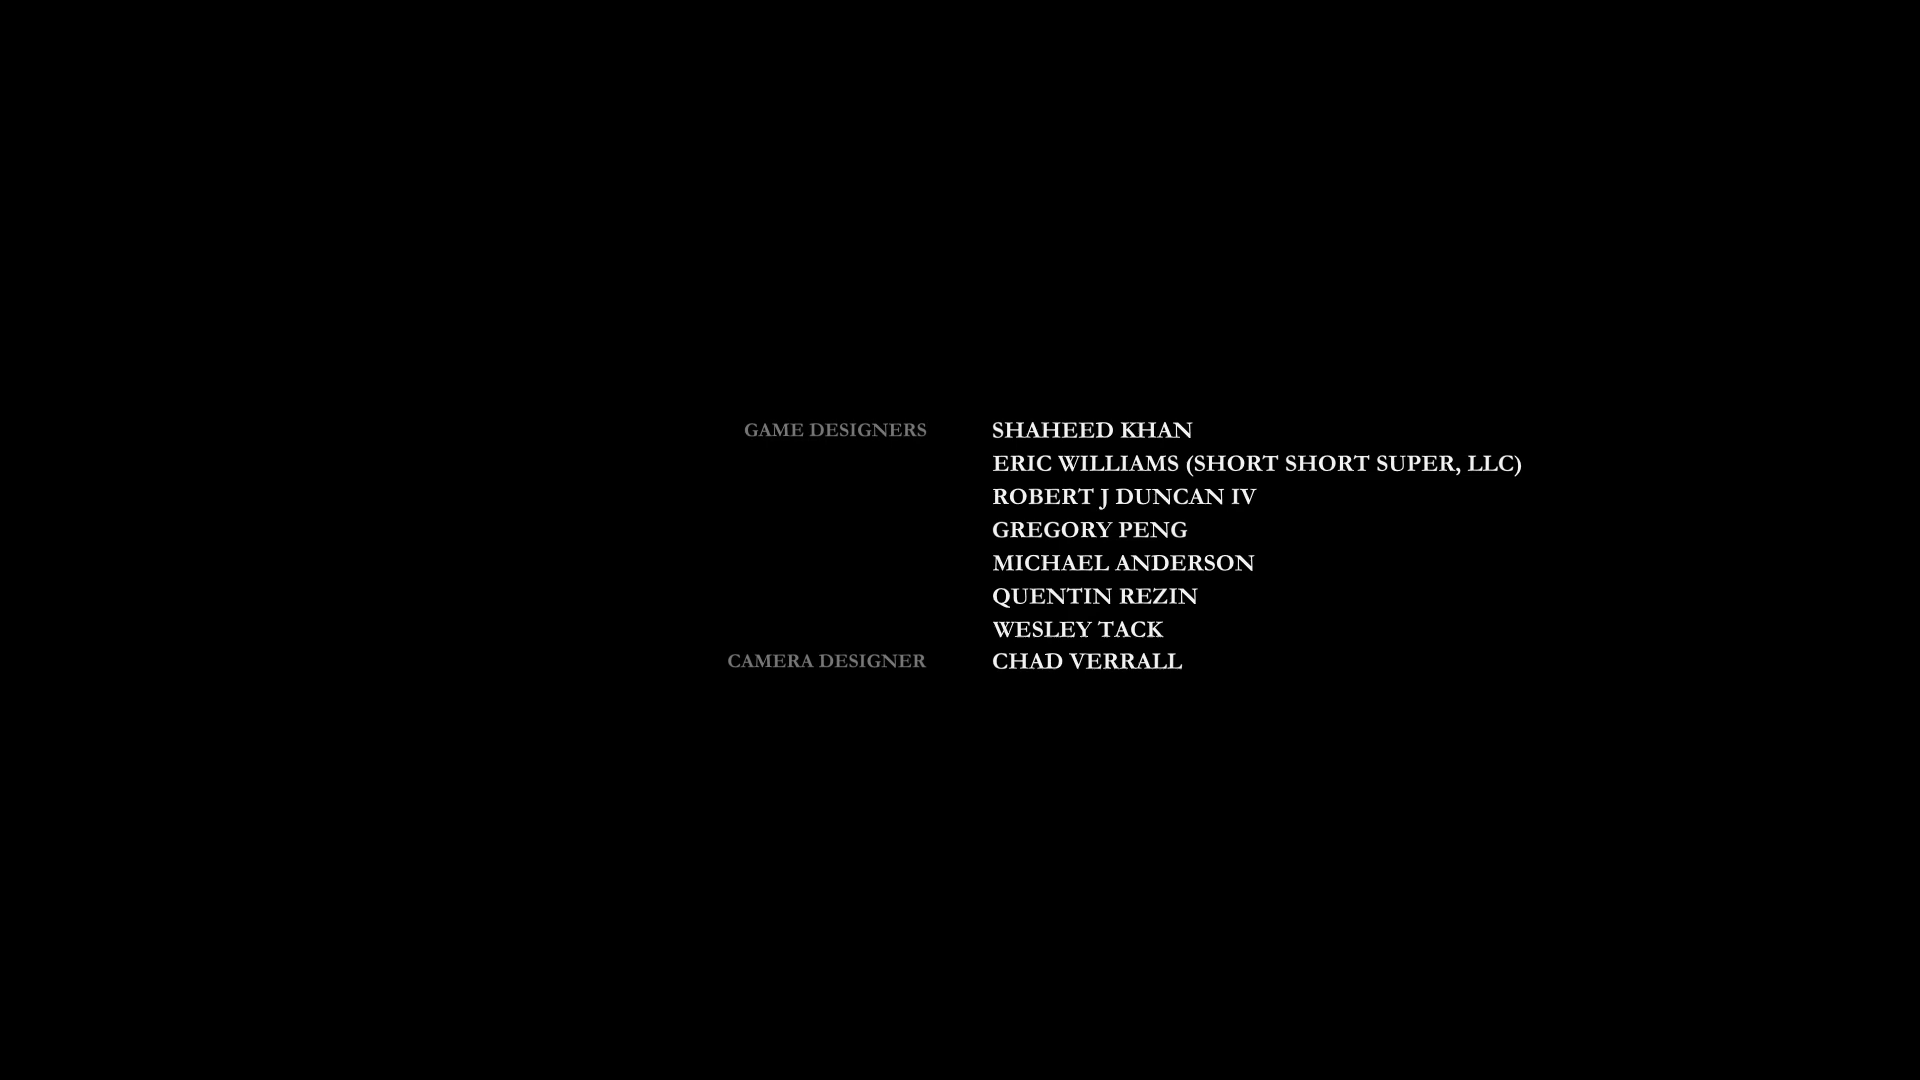 GAME DESIGNERS SHAHEED KHAN
ERIC WILLIAMS (SHORT SHORT SUPER, LLC)
ROBERT J DUNCAN IV
GREGORY PENG
MICHAEL ANDERSON
QUENTIN REZIN
WESLEY TACK
CAMERA DESIGNER CHAD VERRALL